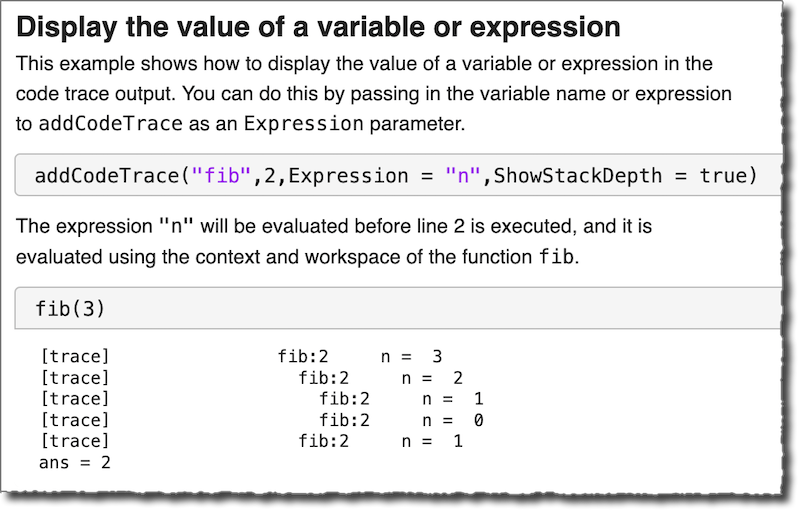 Display the value of a variable or expression
This example shows how to display the value of a variable or expression in the
code trace output. You can do this by passing in the variable name or expression
to addCodeTrace as an Expression parameter.
addCodeTrace("fib",2,Expression = "n",ShowStackDepth = true)
The expression "n" will be evaluated before line 2 is executed, and it is
evaluated using the context and workspace of the function fib.
fib(3)
[trace] fib:2 n = 3
[trace] fib:2 n = 2
[trace] fib:2 n = 1
[trace] fib:2 n = 0
[trace] fib:2 n = 1
ans = 2